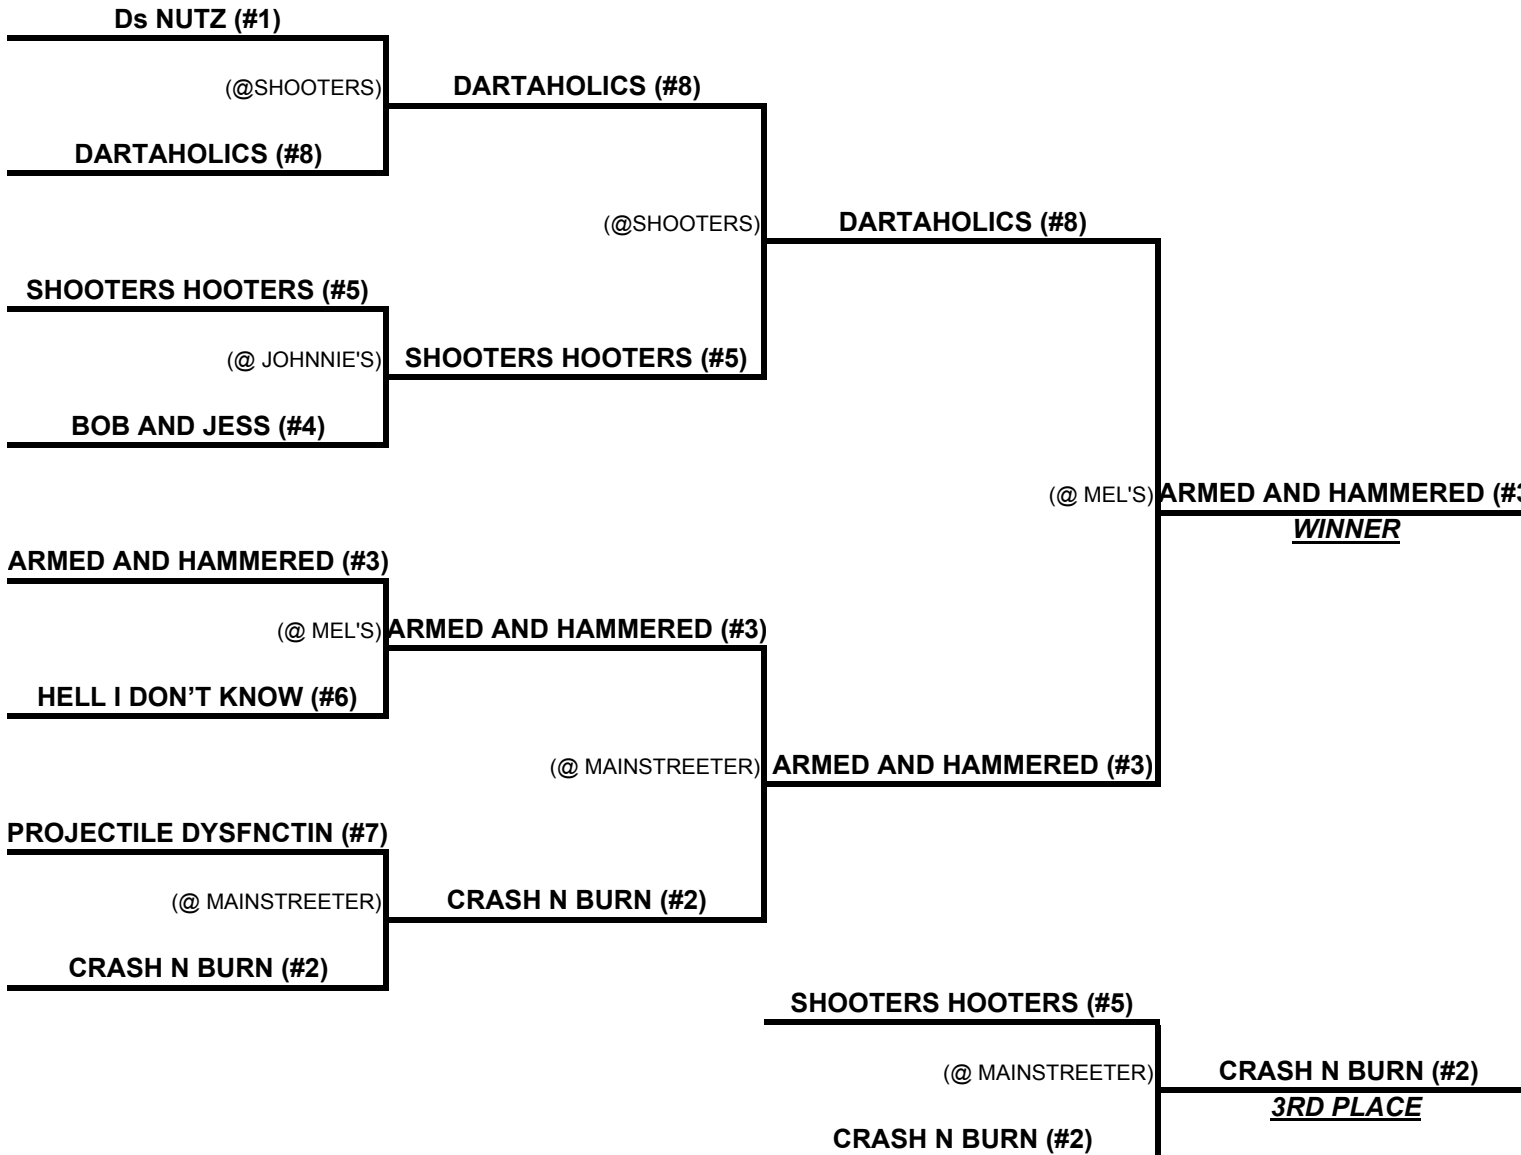 Ds NUTZ (#1)
(@SHOOTERS)
DARTAHOLICS (#8)
DARTAHOLICS (#8)
(@SHOOTERS)
DARTAHOLICS (#8)
SHOOTERS HOOTERS (#5)
(@ JOHNNIE'S)
SHOOTERS HOOTERS (#5)
BOB AND JESS (#4)
(@ MEL'S)
ARMED AND HAMMERED (#3
WINNER
ARMED AND HAMMERED (#3)
(@ MEL'S)
ARMED AND HAMMERED (#3)
HELL I DON’T KNOW (#6)
(@ MAINSTREETER)
ARMED AND HAMMERED (#3)
PROJECTILE DYSFNCTIN (#7)
(@ MAINSTREETER)
CRASH N BURN (#2)
CRASH N BURN (#2)
SHOOTERS HOOTERS (#5)
(@ MAINSTREETER)
CRASH N BURN (#2)
3RD PLACE
CRASH N BURN (#2)